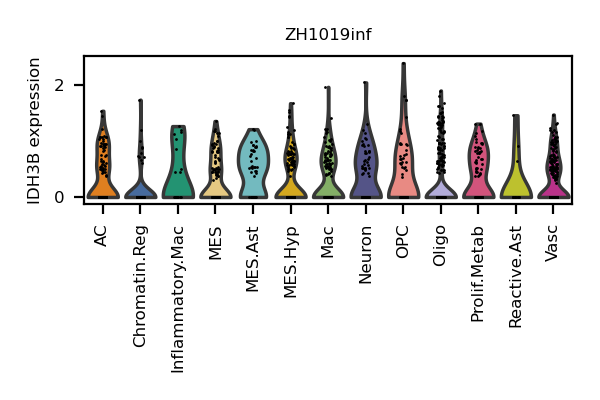 ZH1019inf
IDH3B expression
2
0
AC
Chromatin.Reg
Inflammatory.Mac
MES
MES.Ast
MES.Hyp
Mac
Neuron
OPC
Oligo
Prolif.Metab
Reactive.Ast
Vasc